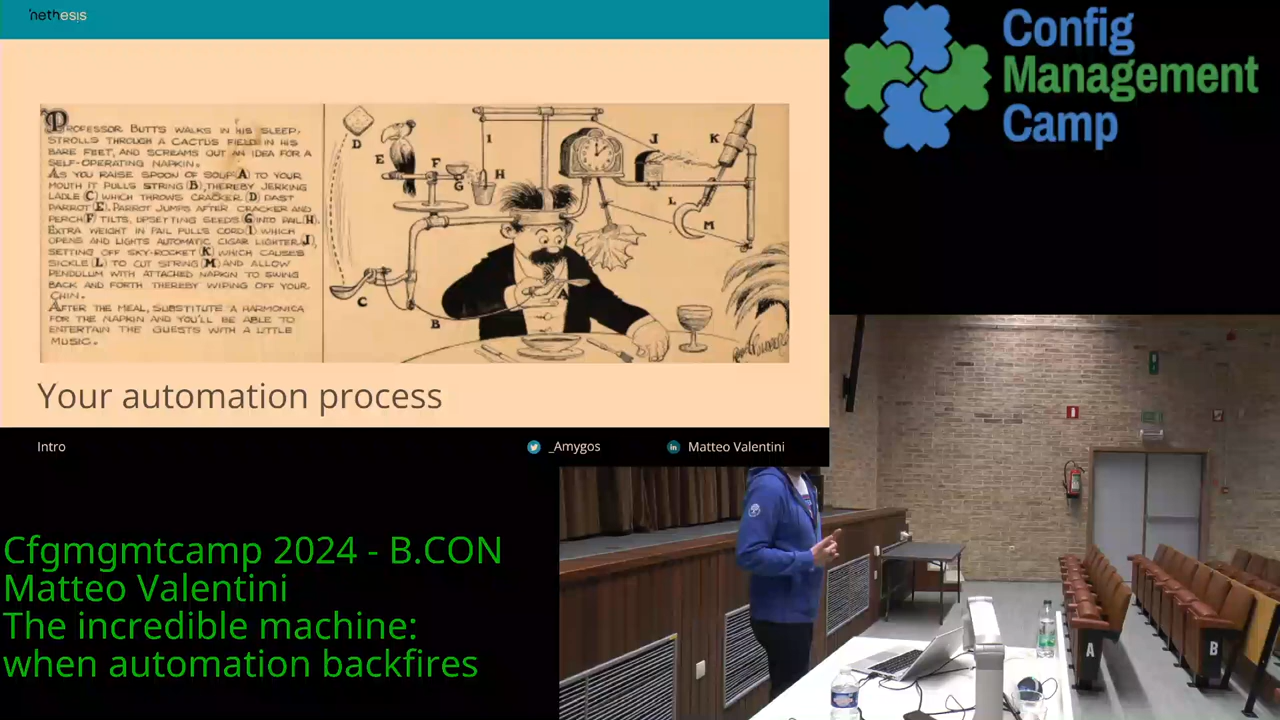 nethesis
PROFESSOR BUTTS WALKS IN HIS SLEEP,
STROLLS THROUGH A CACTUS FIELD IN HIS
BARE FEET, AND SCREAMS OUT AN IDEA FOR A
SELF-OPERATING NAPKIN.
AS YOU RAISE SPOON OF SOUP (A) TO YOUR
MOUTH IT PULLS STRING (B), THEREBY JERKING
LADLE (C) WHICH THROWS CRACKER (D) PAST
PARROT (E). PARROT JUMPS AFTER CRACKER AND
PERCH (F) TILTS, UPSETTING SEEDS (G) INTO PAIL (H).
EXTRA WEIGHT IN PAIL PULLS CORD (I) WHICH
OPENS AND LIGHTS AUTOMATIC CIGAR LIGHTER (J),
SETTING OFF SKY-ROCKET (K) WHICH CAUSES
SICKLE (L) TO CUT STRING (M) AND ALLOW
PENDULUM WITH ATTACHED NAPKIN TO SWING
BACK AND FORTH THEREBY WIPING OFF YOUR
CHIN.
AFTER THE MEAL, SUBSTITUTE A HARMONICA
FOR THE NAPKIN AND YOU'LL BE ABLE TO
ENTERTAIN THE GUESTS WITH A LITTLE
MUSIC.
D
E
F
G
H
I
J
K
L
M
A
B
C
Your automation process
Intro
_Amygos
in
Matteo Valentini
Config
Management
Camp
Cfgmgmtcamp 2024 - B.CON
Matteo Valentini
The incredible machine:
when automation backfires
A
B